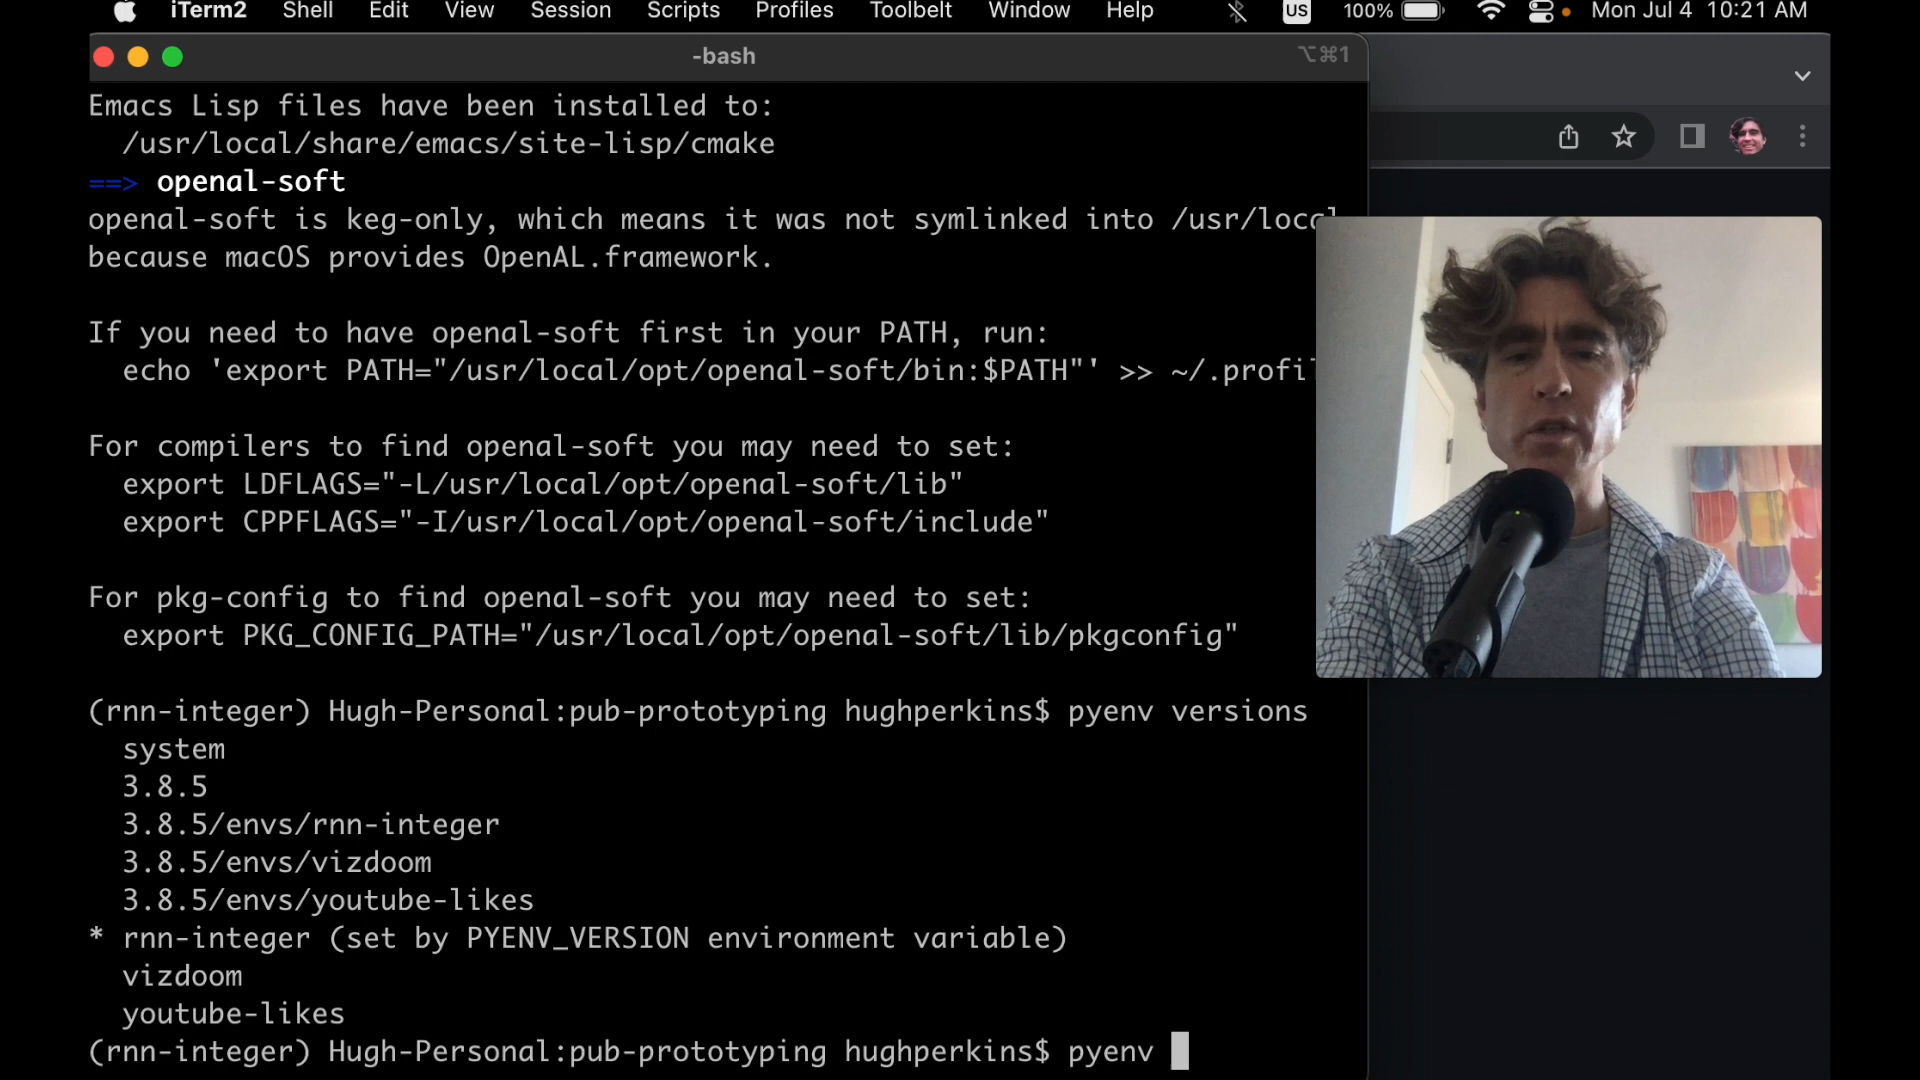 iTerm2 Shell Edit View Session Scripts Profiles Toolbelt Window Help US 100% Mon Jul 4 10:21 AM
-bash ⌥⌘1
Emacs Lisp files have been installed to:
/usr/local/share/emacs/site-lisp/cmake
==> openal-soft
openal-soft is keg-only, which means it was not symlinked into /usr/local
because macOS provides OpenAL.framework.
If you need to have openal-soft first in your PATH, run:
echo 'export PATH="/usr/local/opt/openal-soft/bin:$PATH"' >> ~/.profil
For compilers to find openal-soft you may need to set:
export LDFLAGS="-L/usr/local/opt/openal-soft/lib"
export CPPFLAGS="-I/usr/local/opt/openal-soft/include"
For pkg-config to find openal-soft you may need to set:
export PKG_CONFIG_PATH="/usr/local/opt/openal-soft/lib/pkgconfig"
(rnn-integer) Hugh-Personal:pub-prototyping hughperkins$ pyenv versions
system
3.8.5
3.8.5/envs/rnn-integer
3.8.5/envs/vizdoom
3.8.5/envs/youtube-likes
* rnn-integer (set by PYENV_VERSION environment variable)
vizdoom
youtube-likes
(rnn-integer) Hugh-Personal:pub-prototyping hughperkins$ pyenv